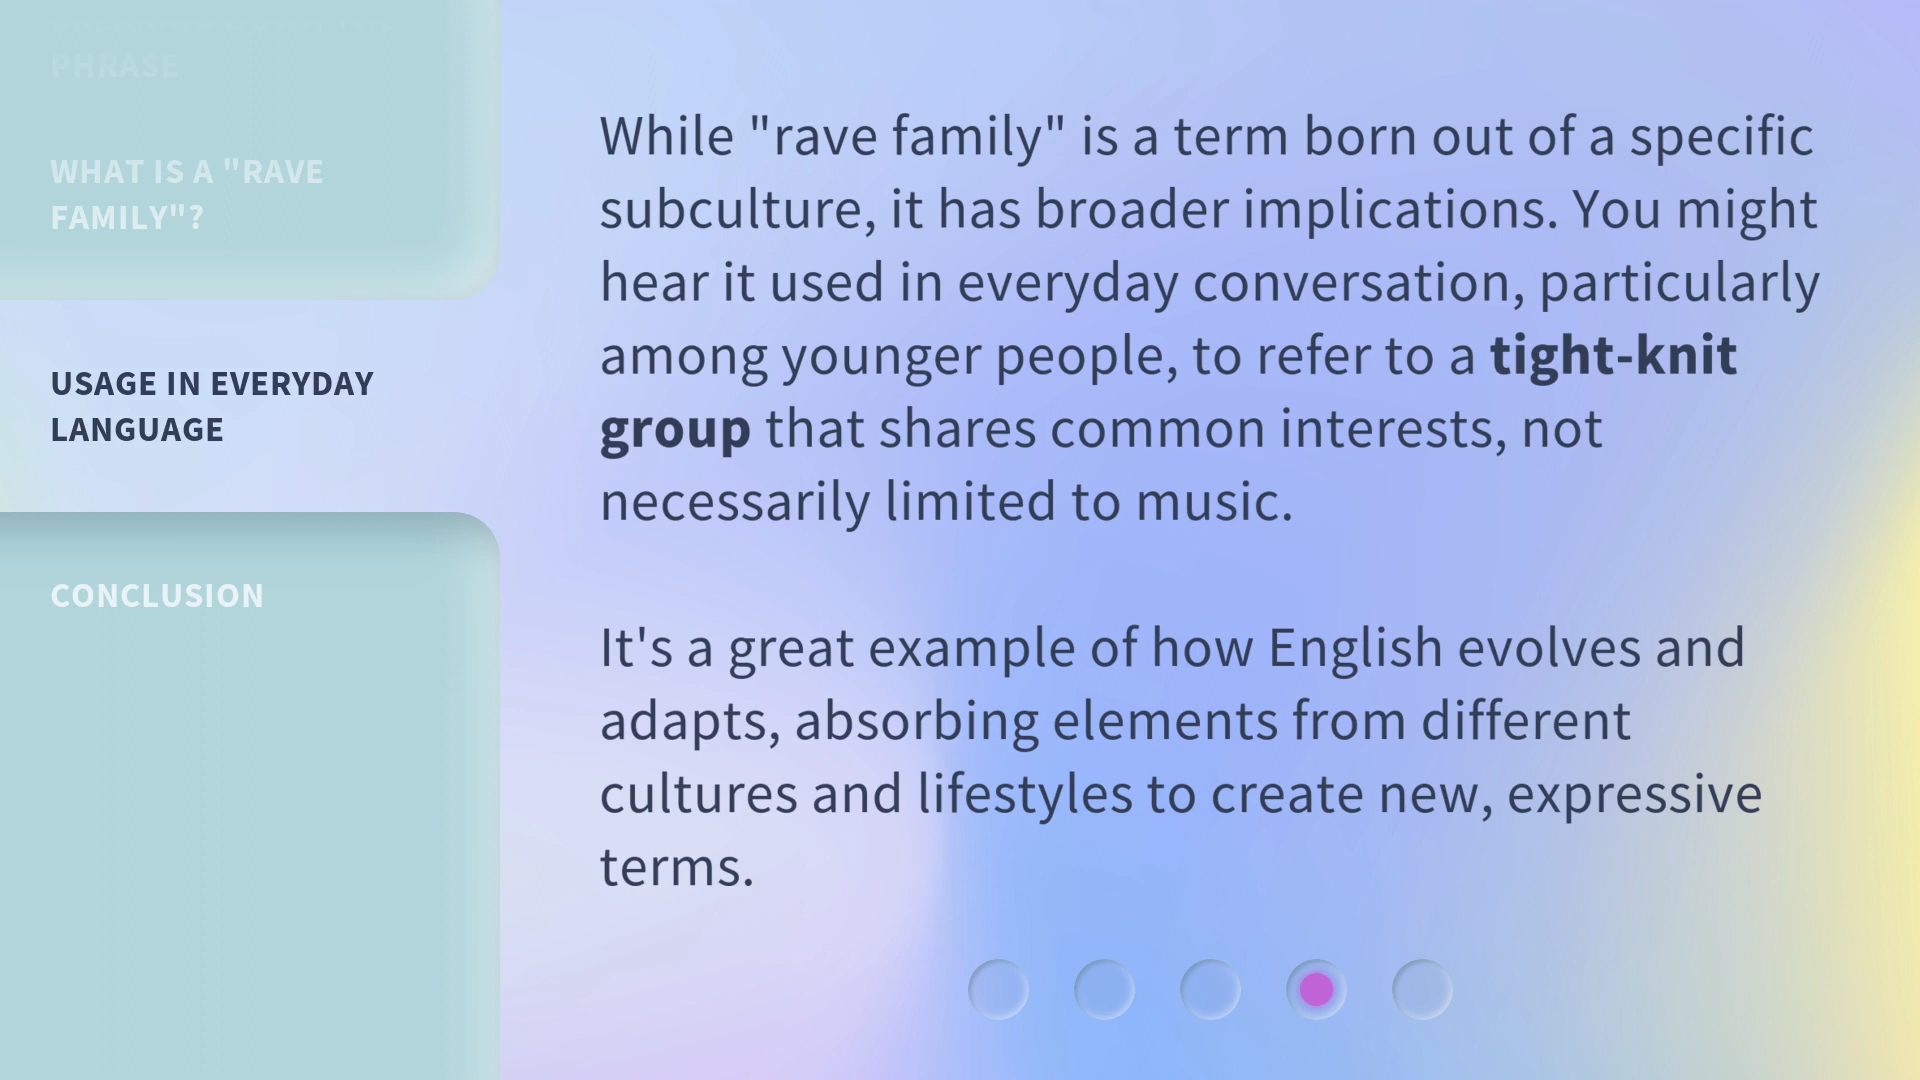 PHRASE
WHAT IS A "RAVE
FAMILY"?
USAGE IN EVERYDAY
LANGUAGE
CONCLUSION
While "rave family" is a term born out of a specific
subculture, it has broader implications. You might
hear it used in everyday conversation, particularly
among younger people, to refer to a tight-knit
group that shares common interests, not
necessarily limited to music.
It's a great example of how English evolves and
adapts, absorbing elements from different
cultures and lifestyles to create new, expressive
terms.